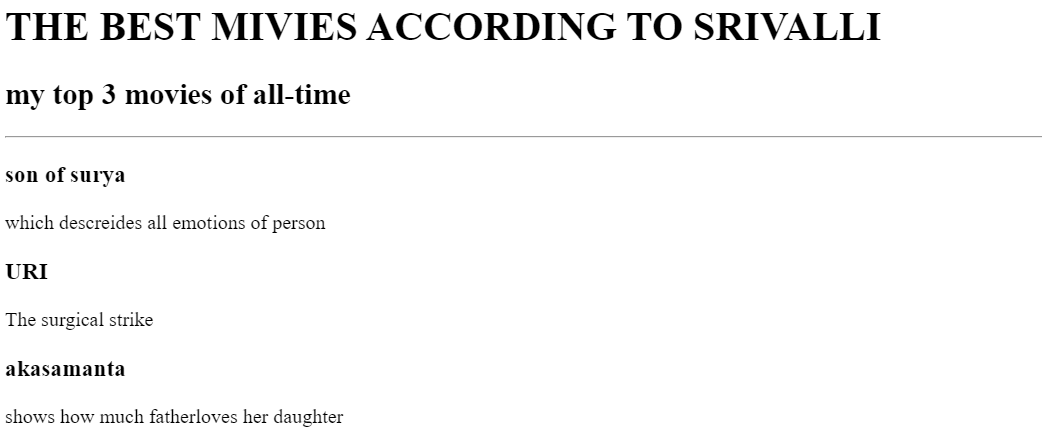 THE BEST MIVIES ACCORDING TO SRIVALLI
my top 3 movies of all-time
son of surya
which descreides all emotions of person
URI
The surgical strike
akasamanta
shows how much fatherloves her daughter